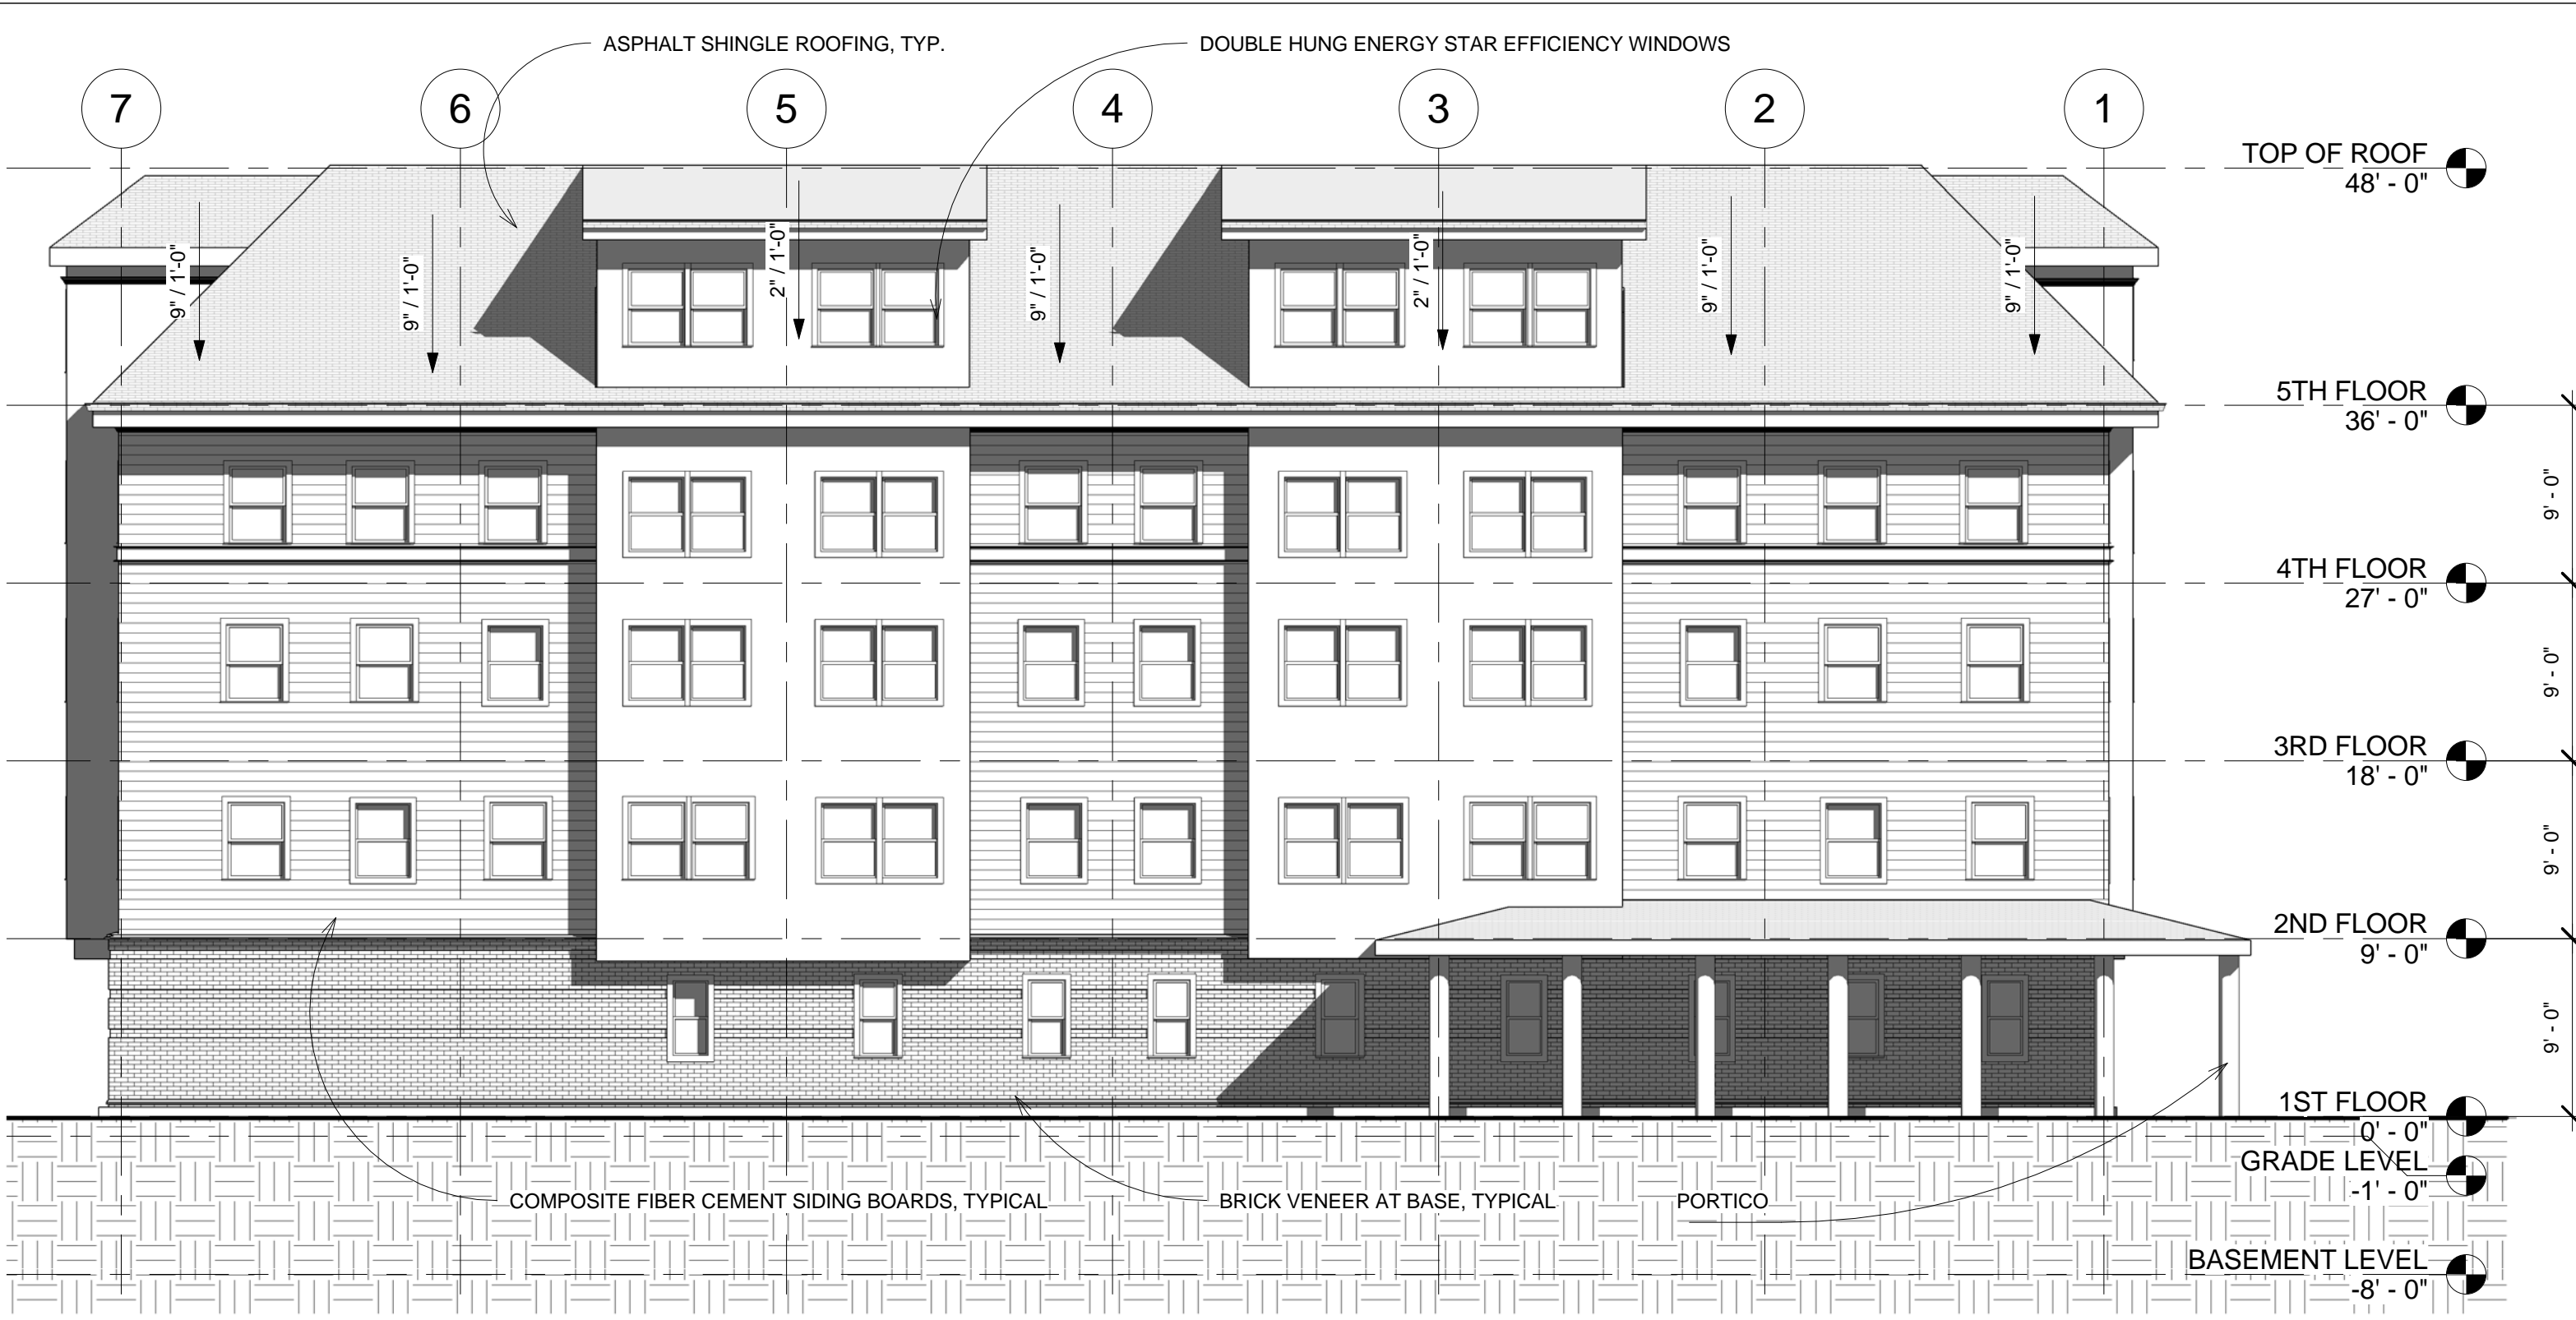 ASPHALT SHINGLE ROOFING, TYP.
DOUBLE HUNG ENERGY STAR EFFICIENCY WINDOWS
7
6
5
4
3
2
1
TOP OF ROOF
48' - 0"
9" / 1'-0"
9" / 1'-0"
2" / 1'-0"
9" / 1'-0"
2" / 1'-0"
9" / 1'-0"
9" / 1'-0"
5TH FLOOR
36' - 0"
9' - 0"
4TH FLOOR
27' - 0"
9' - 0"
3RD FLOOR
18' - 0"
9' - 0"
2ND FLOOR
9' - 0"
9' - 0"
1ST FLOOR
0' - 0"
GRADE LEVEL
-1' - 0"
COMPOSITE FIBER CEMENT SIDING BOARDS, TYPICAL
BRICK VENEER AT BASE, TYPICAL
PORTICO
BASEMENT LEVEL
-8' - 0"